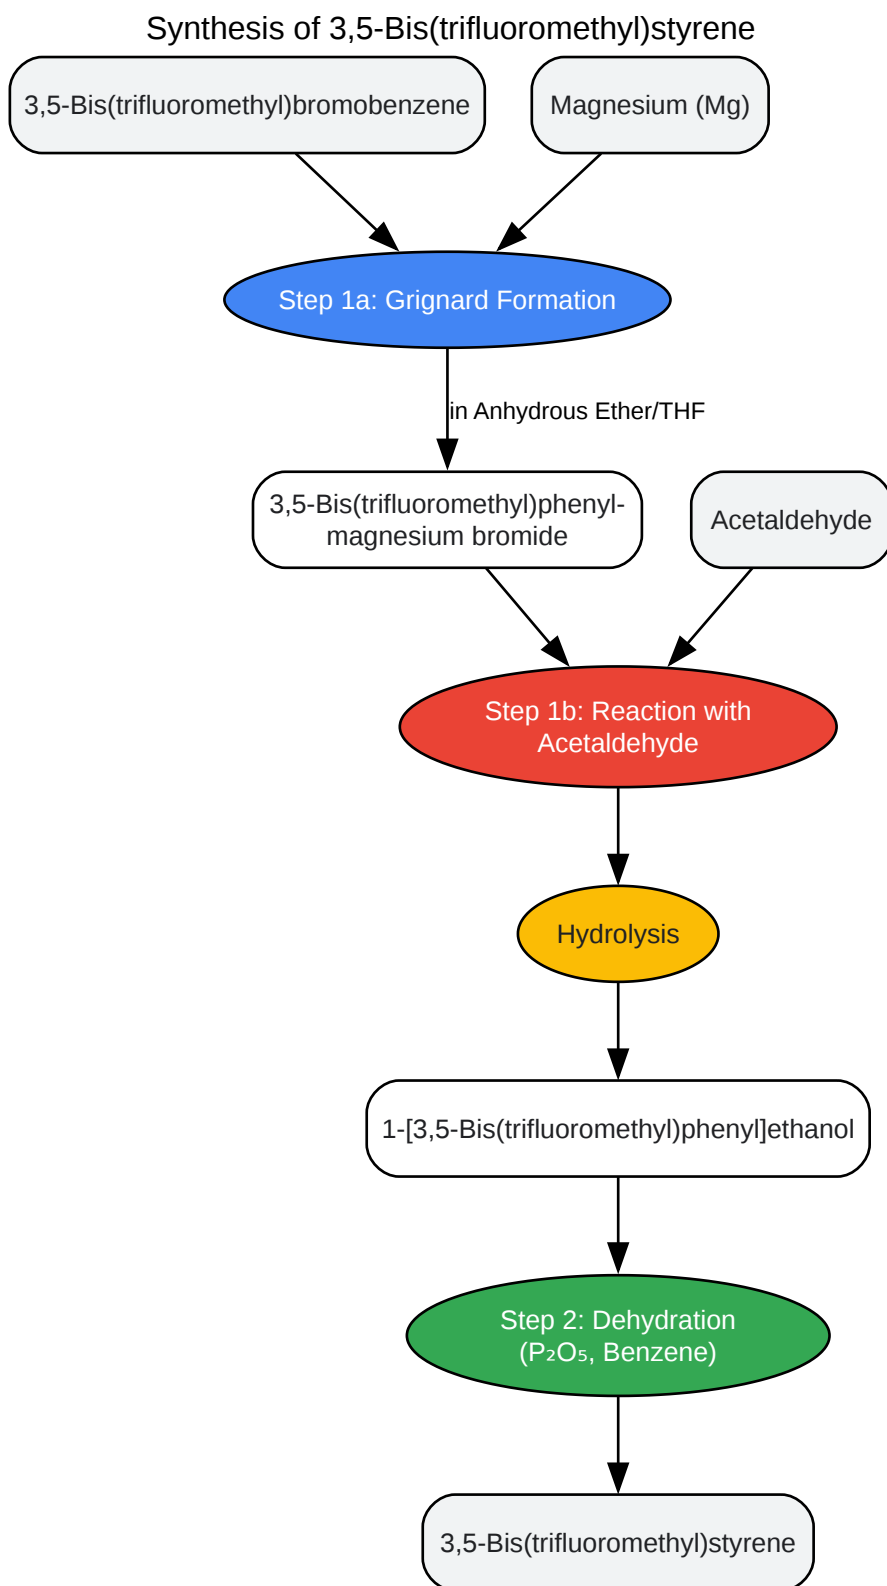 Synthesis of 3,5-Bis(trifluoromethyl)styrene
3,5-Bis(trifluoromethyl)bromobenzene
Magnesium (Mg)
Step 1a: Grignard Formation
in Anhydrous Ether/THF
3,5-Bis(trifluoromethyl)phenyl-
magnesium bromide
Acetaldehyde
Step 1b: Reaction with
Acetaldehyde
Hydrolysis
1-[3,5-Bis(trifluoromethyl)phenyl]ethanol
Step 2: Dehydration
(P₂O₅, Benzene)
3,5-Bis(trifluoromethyl)styrene